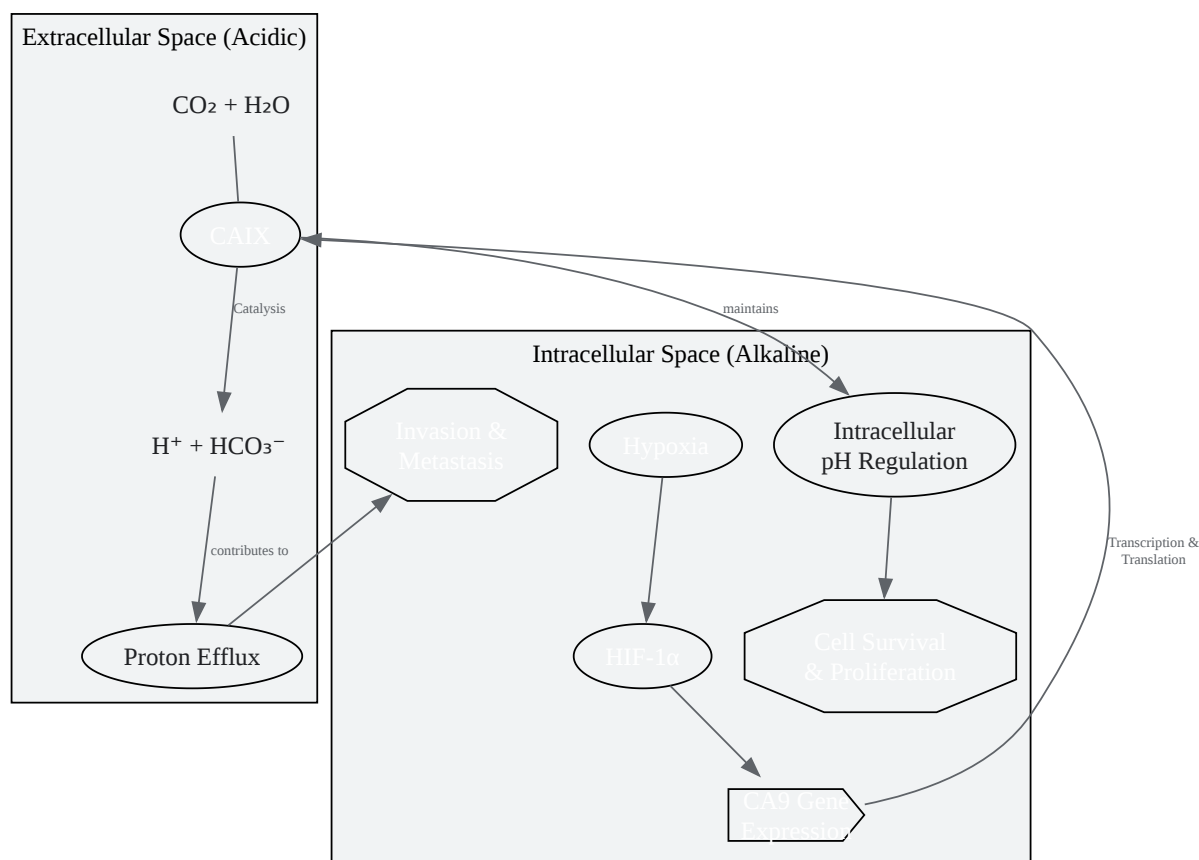 Extracellular Space (Acidic)
CO₂ + H₂O
CAIX
Catalysis
maintains
Intracellular Space (Alkaline)
Invasion &
Metastasis
Hypoxia
Intracellular
pH Regulation
H⁺ + HCO₃⁻
contributes to
Transcription &
Translation
Proton Efflux
HIF-1α
Cell Survival
& Proliferation
CA9 Gene
Expression